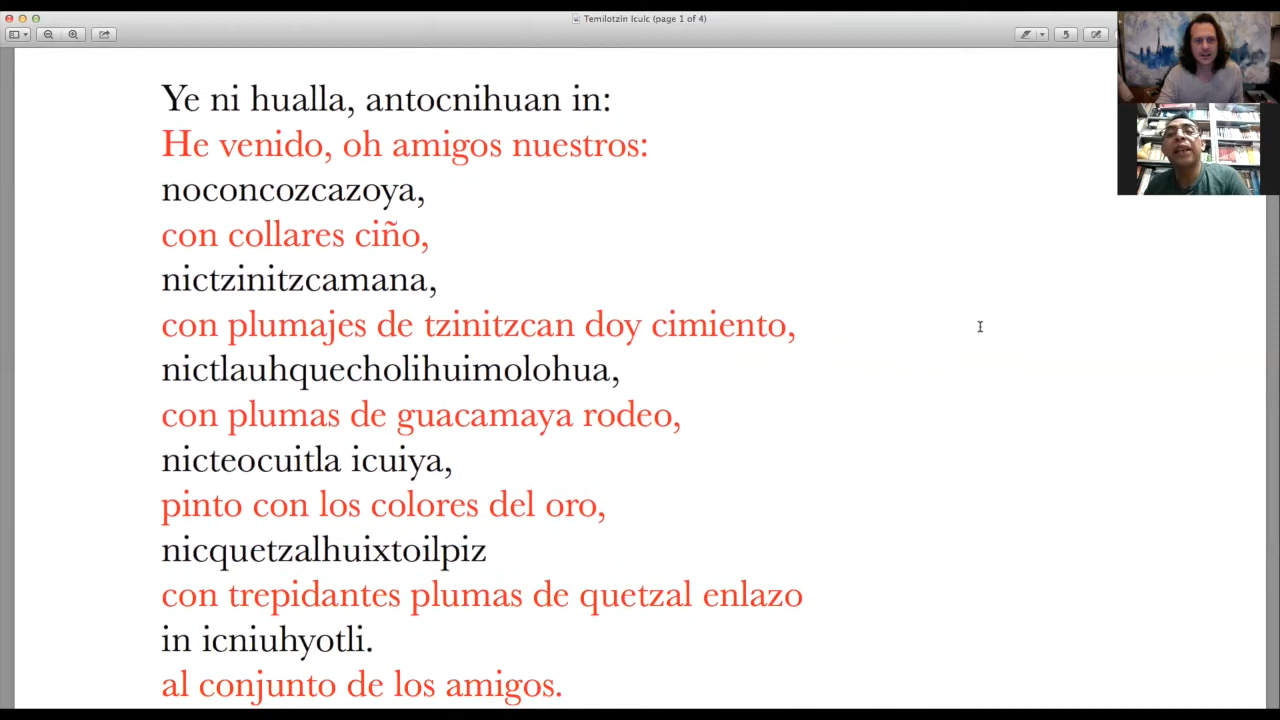 Temilotzin Icuic (page 1 of 4)
Ye ni hualla, antocnihuan in:
He venido, oh amigos nuestros:
noconcozcazoya,
con collares ciño,
nictzinitzcamana,
con plumajes de tzinitzcan doy cimiento,
nictlauhquecholihuimolohua,
con plumas de guacamaya rodeo,
nicteocuitla icuiya,
pinto con los colores del oro,
nicquetzalhuixtoilpiz
con trepidantes plumas de quetzal enlazo
in icniuhyotli.
al conjunto de los amigos.